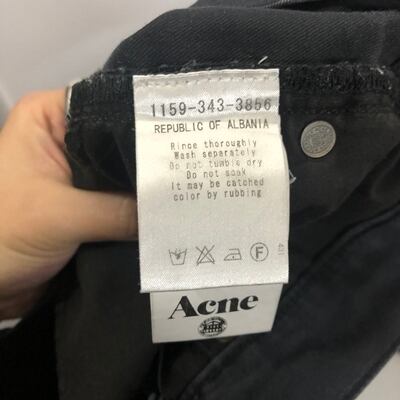 1159-343-3856
REPUBLIC OF ALBANIA
Rince thoroughly
Wash separately
Do not tumble dry
Do not soak
It may be catched
color by rubbing
F
Acne